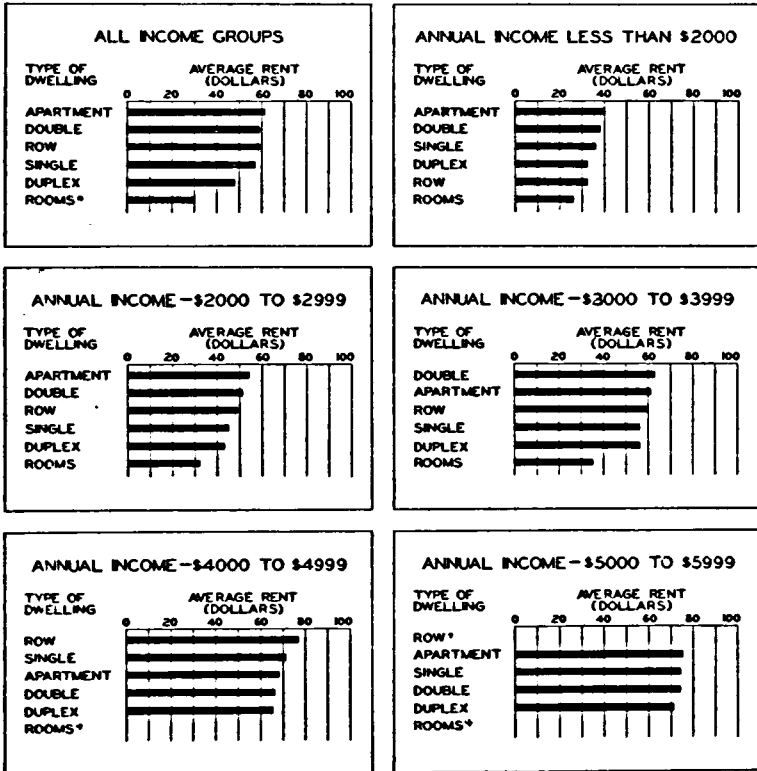 ALL INCOME GROUPS
TYPE OF DWELLING
AVERAGE RENT (DOLLARS)
0 20 40 60 80 100
APARTMENT
DOUBLE
ROW
SINGLE
DUPLEX
ROOMS*
ANNUAL INCOME LESS THAN $2000
TYPE OF DWELLING
AVERAGE RENT (DOLLARS)
0 20 40 60 80 100
APARTMENT
DOUBLE
SINGLE
DUPLEX
ROW
ROOMS
ANNUAL INCOME-$2000 TO $2999
TYPE OF DWELLING
AVERAGE RENT (DOLLARS)
0 20 40 60 80 100
APARTMENT
DOUBLE
ROW
SINGLE
DUPLEX
ROOMS
ANNUAL INCOME-$3000 TO $3999
TYPE OF DWELLING
AVERAGE RENT (DOLLARS)
0 20 40 60 80 100
DOUBLE
APARTMENT
ROW
SINGLE
DUPLEX
ROOMS
ANNUAL INCOME-$4000 TO $4999
TYPE OF DWELLING
AVERAGE RENT (DOLLARS)
0 20 40 60 80 100
ROW
SINGLE
APARTMENT
DOUBLE
DUPLEX
ROOMS*
ANNUAL INCOME-$5000 TO $5999
TYPE OF DWELLING
AVERAGE RENT (DOLLARS)
0 20 40 60 80 100
ROW*
APARTMENT
SINGLE
DOUBLE
DUPLEX
ROOMS*